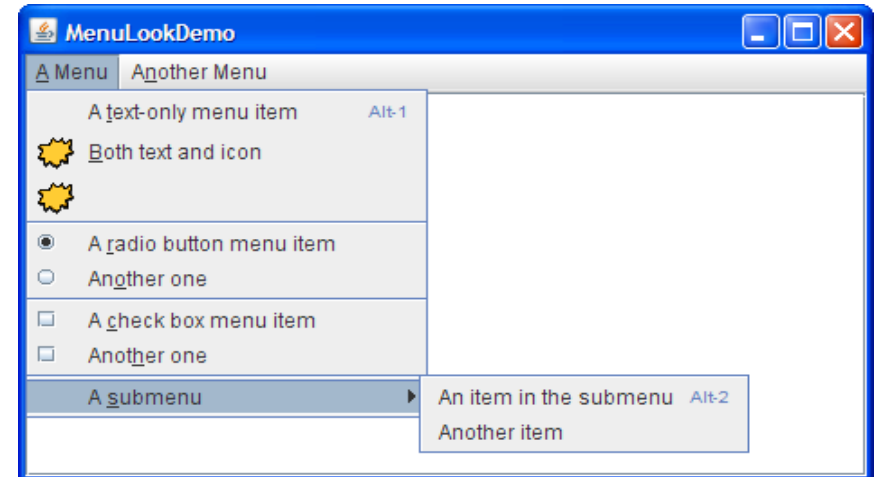 MenuLookDemo
A Menu Another Menu
A text-only menu item Alt-1
Both text and icon
A radio button menu item
Another one
A check box menu item
Another one
A submenu
An item in the submenu Alt-2
Another item